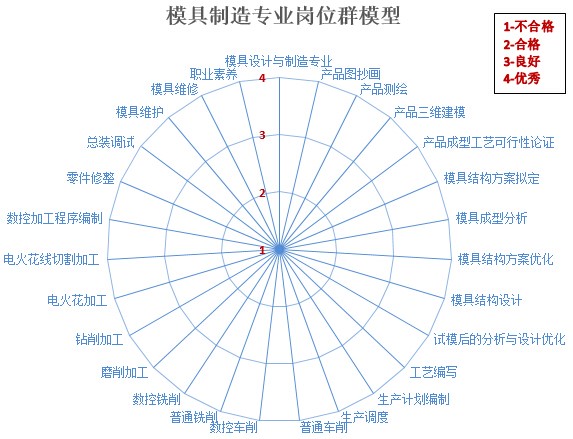 模具制造专业岗位群模型
1-不合格
2-合格
3-良好
4-优秀
模具设计与制造专业
产品图抄画
产品测绘
产品三维建模
产品成型工艺可行性论证
模具结构方案拟定
模具成型分析
模具结构方案优化
模具结构设计
试模后的分析与设计优化
工艺编写
生产计划编制
生产调度
普通车削
数控车削
普通铣削
数控铣削
磨削加工
钻削加工
电火花加工
电火花线切割加工
数控加工程序编制
零件修整
总装调试
模具维护
模具维修
职业素养
4
3
2
1